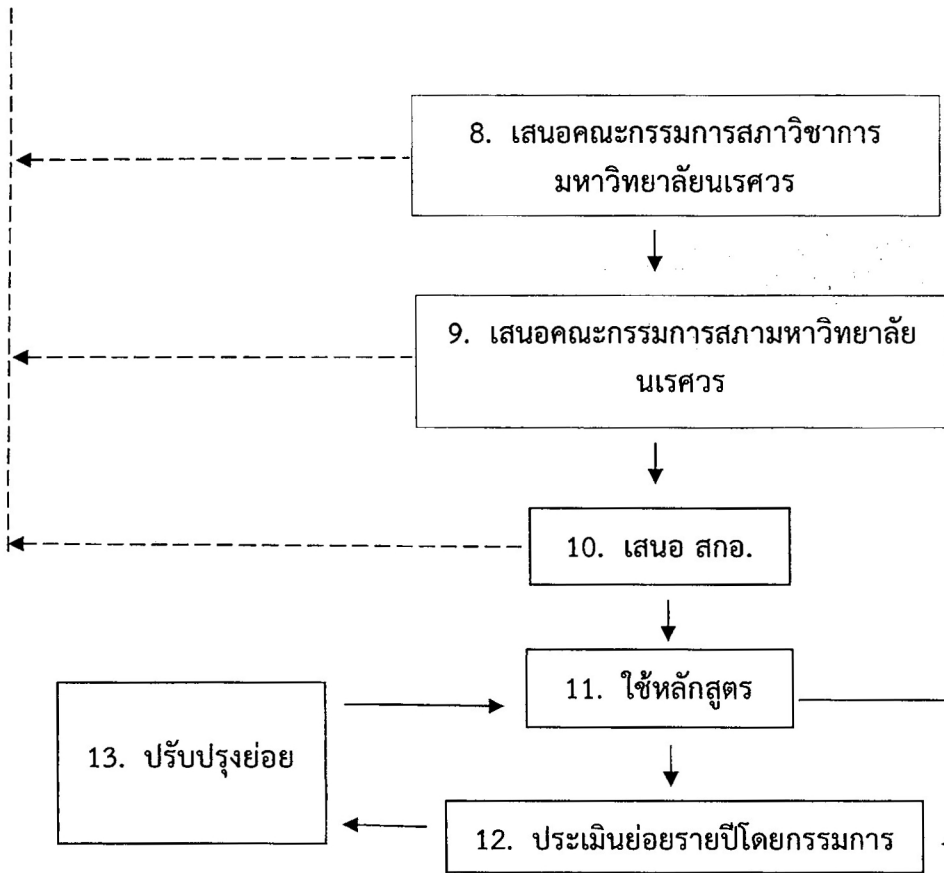 8. เสนอคณะกรรมการสภาวิชาการ
มหาวิทยาลัยนเรศวร
9. เสนอคณะกรรมการสภามหาวิทยาลัย
นเรศวร
10. เสนอ สกอ.
11. ใช้หลักสูตร
13. ปรับปรุงย่อย
12. ประเมินย่อยรายปีโดยกรรมการ